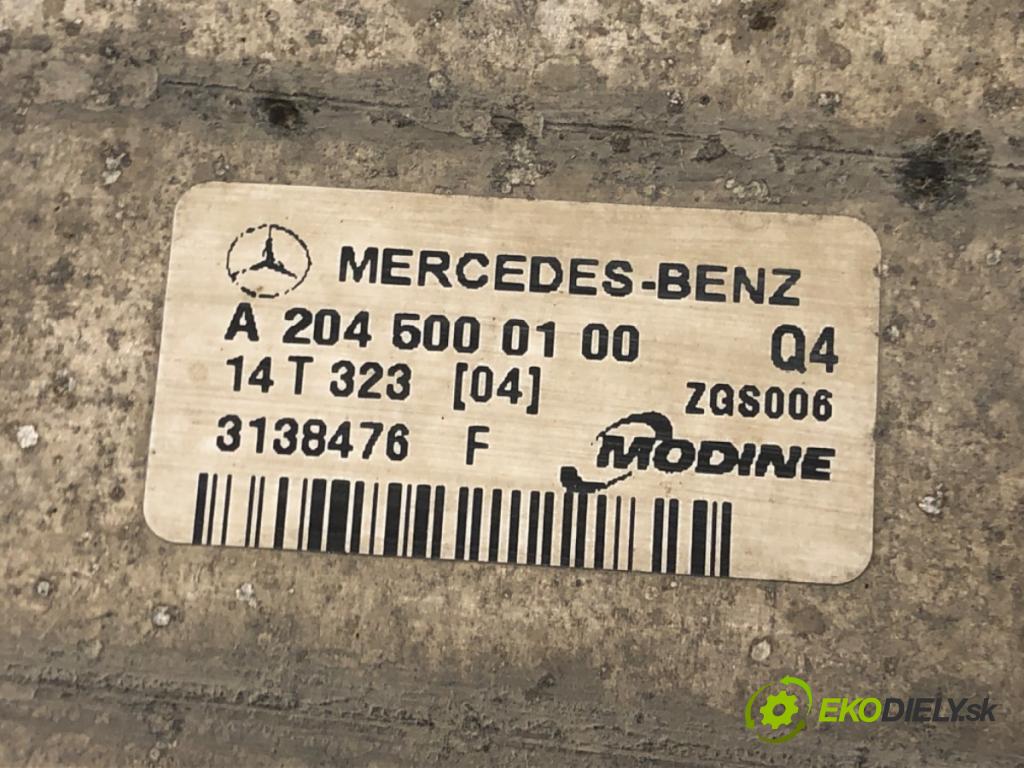 MERCEDES-BENZ
A 204 500 01 00 Q4
14 T 323 [04] ZGS006
3138476 F MODINE
EKODIELY.sk